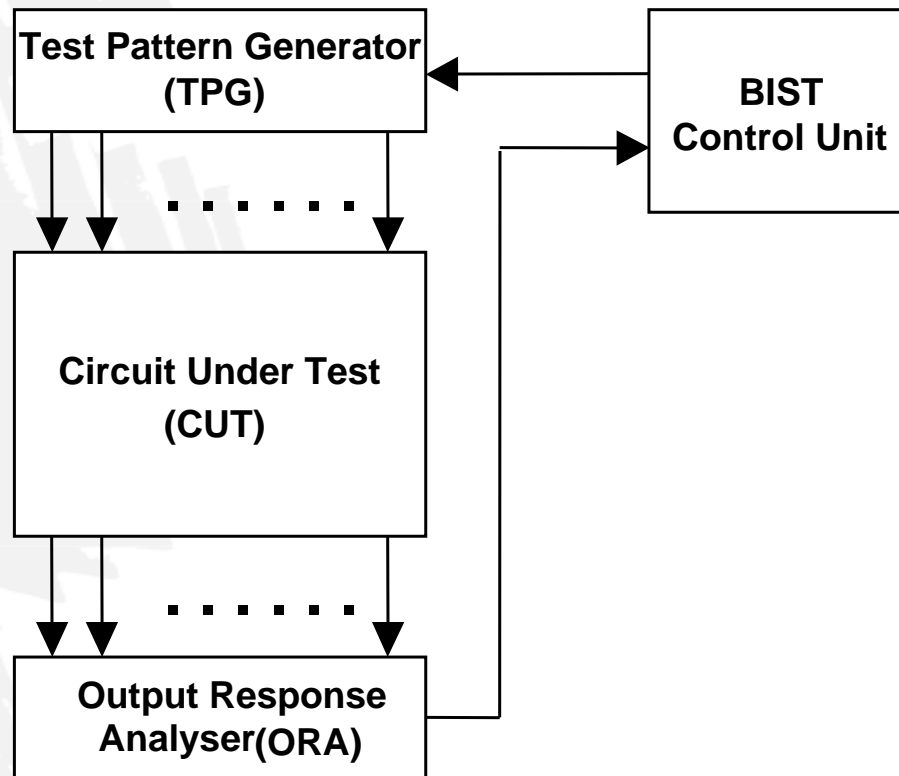 Test Pattern Generator
(TPG)
BIST
Control Unit
Circuit Under Test
(CUT)
Output Response
Analyser(ORA)